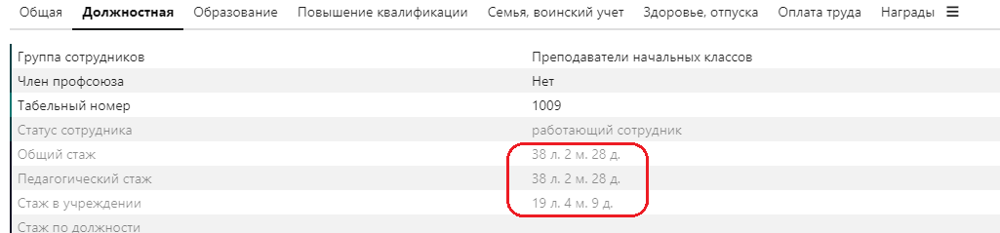 Общая Должностная Образование Повышение квалификации Семья, воинский учет Здоровье, отпуска Оплата труда Награды
Группа сотрудников Преподаватели начальных классов
Член профсоюза Нет
Табельный номер 1009
Статус сотрудника работающий сотрудник
Общий стаж 38 л. 2 м. 28 д.
Педагогический стаж 38 л. 2 м. 28 д.
Стаж в учреждении 19 л. 4 м. 9 д.
Стаж по должности